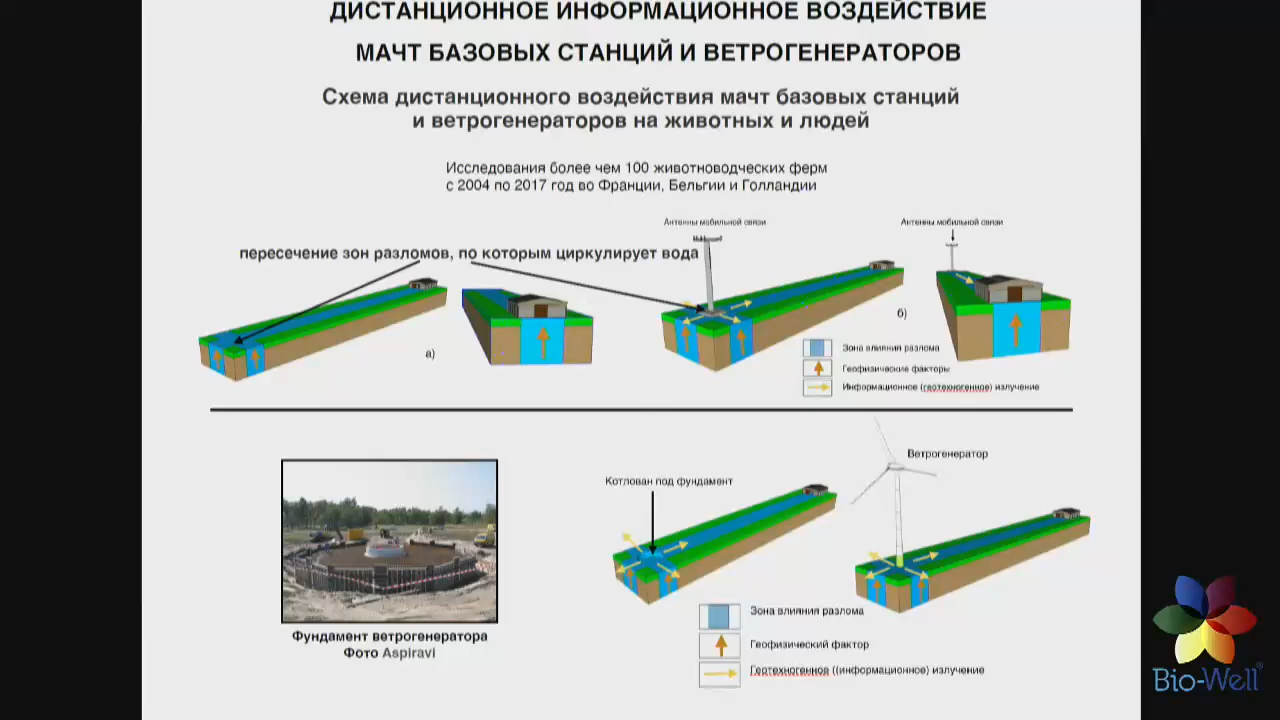 ДИСТАНЦИОННОЕ ИНФОРМАЦИОННОЕ ВОЗДЕЙСТВИЕ
МАЧТ БАЗОВЫХ СТАНЦИЙ И ВЕТРОГЕНЕРАТОРОВ
Схема дистанционного воздействия мачт базовых станций
и ветрогенераторов на животных и людей
Исследования более чем 100 животноводческих ферм
с 2004 по 2017 год во Франции, Бельгии и Голландии
Антенны мобильной связи
Антенны мобильной связи
пересечение зон разломов, по которым циркулирует вода
а)
б)
Зона влияния разлома
Геофизические факторы
Информационное (геотехногенное) излучение
Ветрогенератор
Котлован под фундамент
Фундамент ветрогенератора
Фото Aspiravi
Зона влияния разлома
Геофизический фактор
Геотехногенное ((информационное) излучение
Bio-Well®